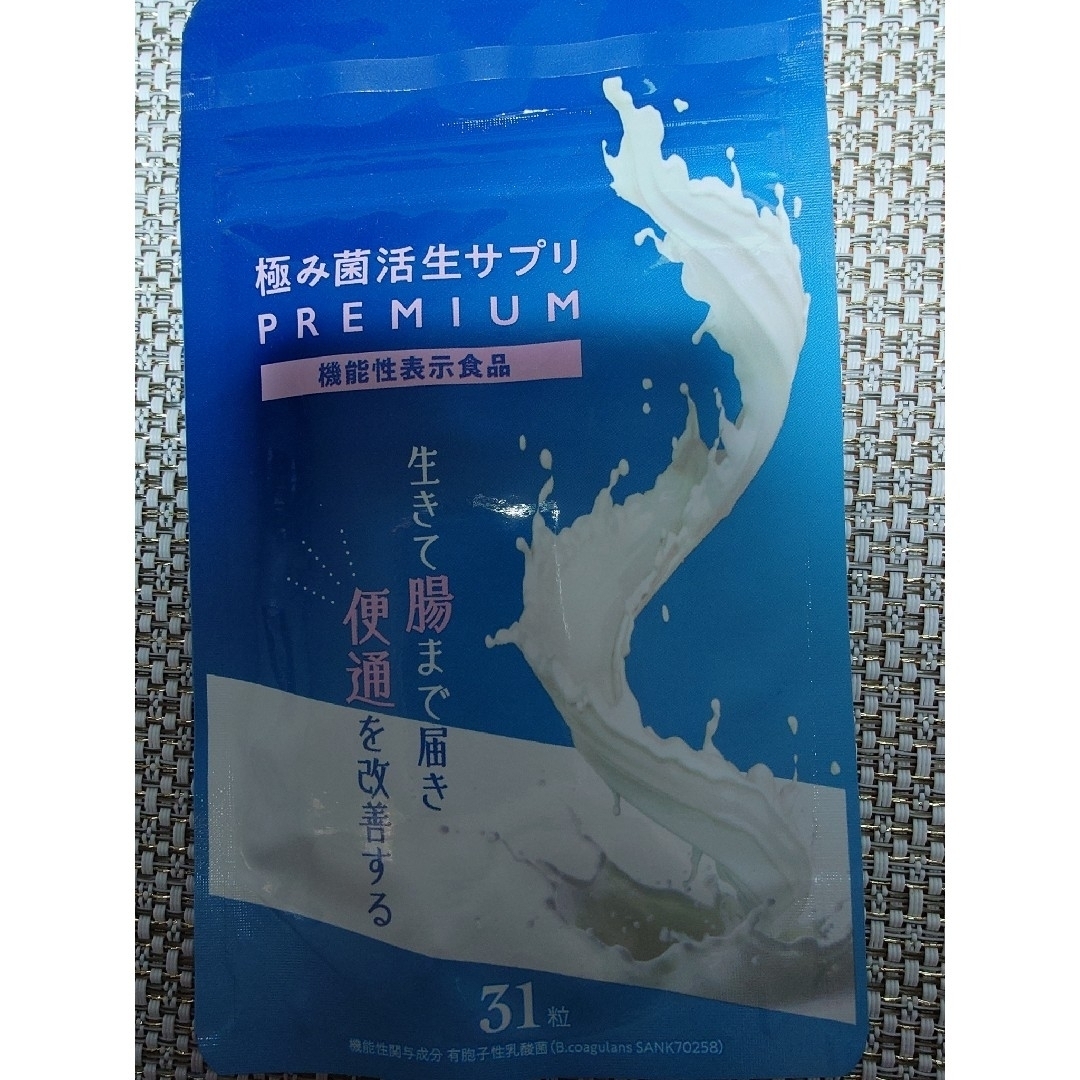 極み菌活生サプリ
PREMIUM
機能性表示食品
生きて腸まで届き
便通を改善する
31粒
機能性関与成分 有胞子性乳酸菌(B.coagulans SANK70258)